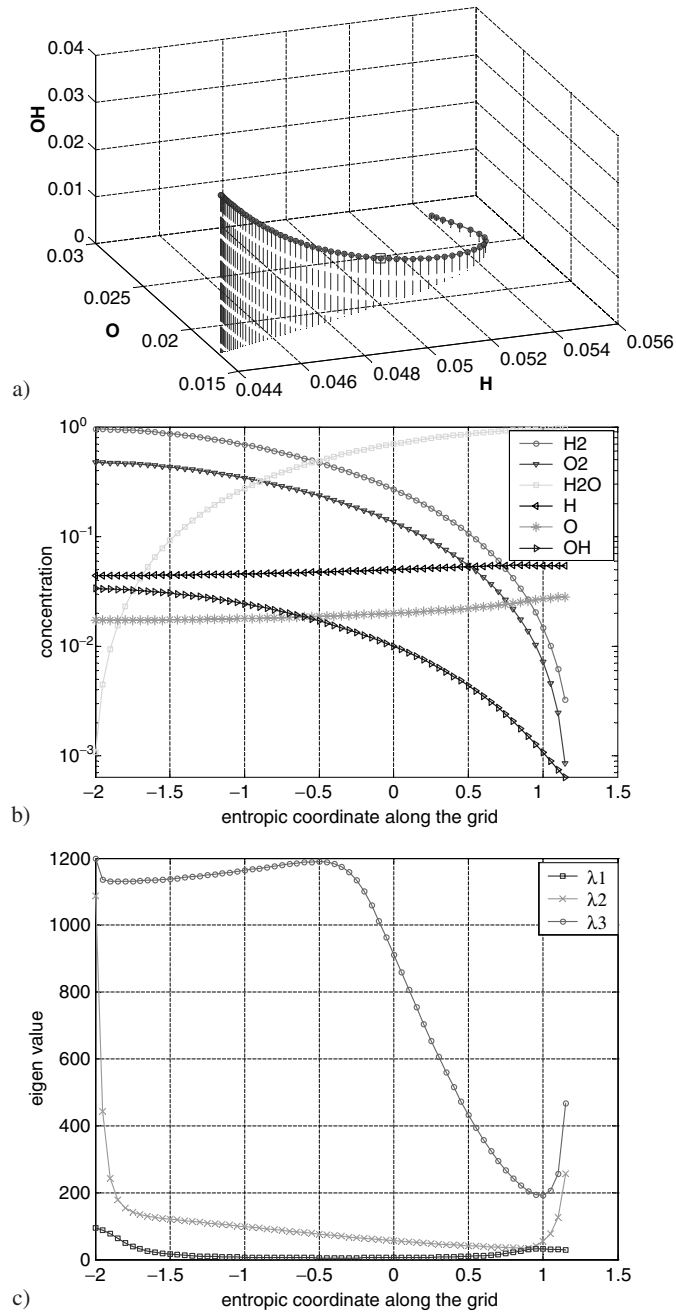 0.04
0.03
0.02
0.01
0
OH
0.03
0.025
0.02
0.015
O
0.044
0.046
0.048
0.05
0.052
0.054
0.056
H
a)
10^0
10^−1
10^−2
10^−3
concentration
H2
O2
H2O
H
O
OH
−2
−1.5
−1
−0.5
0
0.5
1
1.5
entropic coordinate along the grid
b)
1200
1000
800
600
400
200
0
eigen value
λ1
λ2
λ3
−2
−1.5
−1
−0.5
0
0.5
1
1.5
entropic coordinate along the grid
c)